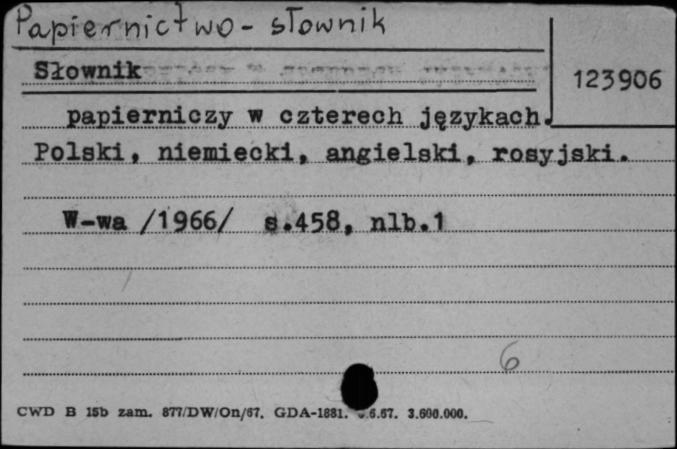 Papiernictwo - słownik
Słownik
123906
papierniczy w czterech językach.
Polski, niemiecki, angielski, rosyjski.
W-wa /1966/ s.458, nlb.1
6
CWD B 15b zam. 877/DW/On/67. GDA-1881. .6.67. 3.600.000.